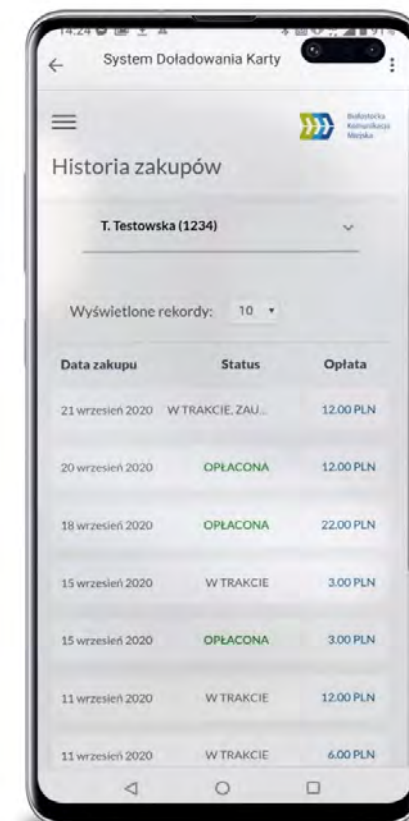 14:24
91%
System Doładowania Karty
Białostocka
Komunikacja
Miejska
Historia zakupów
T. Testowska (1234)
Wyświetlone rekordy: 10
Data zakupu Status Opłata
21 wrzesień 2020 W TRAKCIE, ZAU... 12.00 PLN
20 wrzesień 2020 OPŁACONA 12.00 PLN
18 wrzesień 2020 OPŁACONA 22.00 PLN
15 wrzesień 2020 W TRAKCIE 3.00 PLN
15 wrzesień 2020 OPŁACONA 3.00 PLN
11 wrzesień 2020 W TRAKCIE 12.00 PLN
11 wrzesień 2020 W TRAKCIE 6.00 PLN